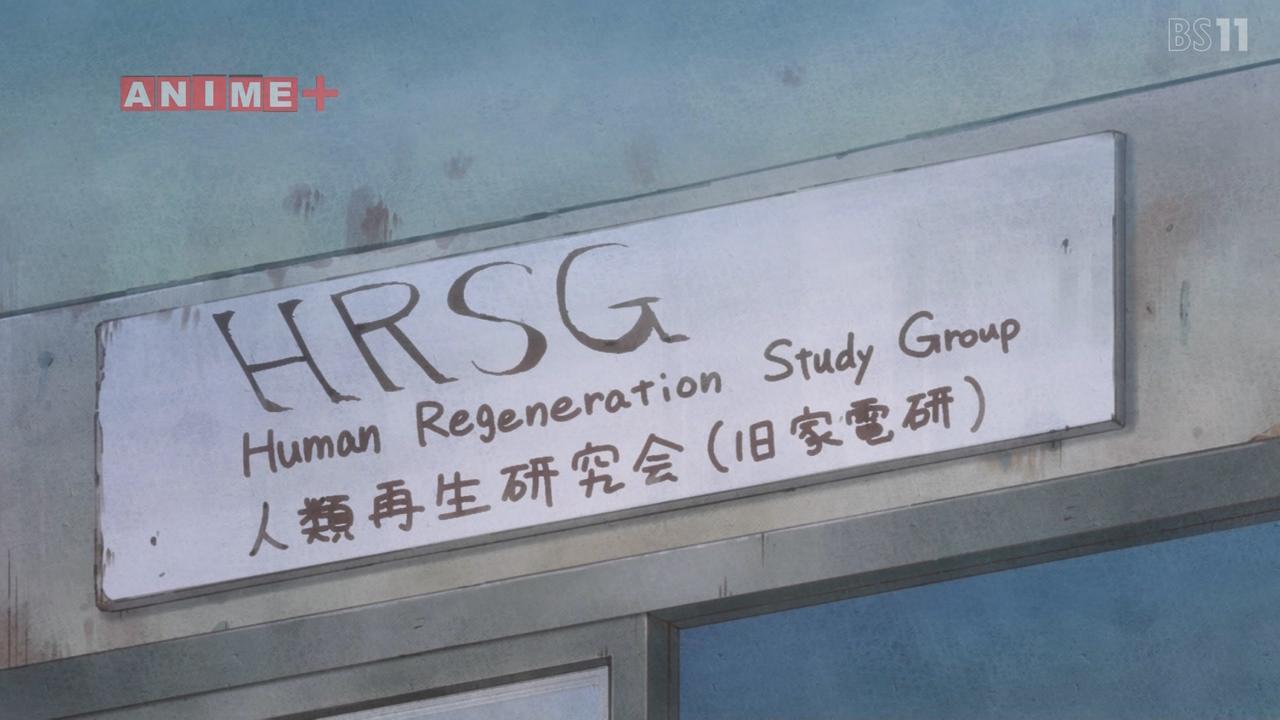 BS11
ANIME+
HRSG
Human Regeneration Study Group
人類再生研究会(旧家電研)